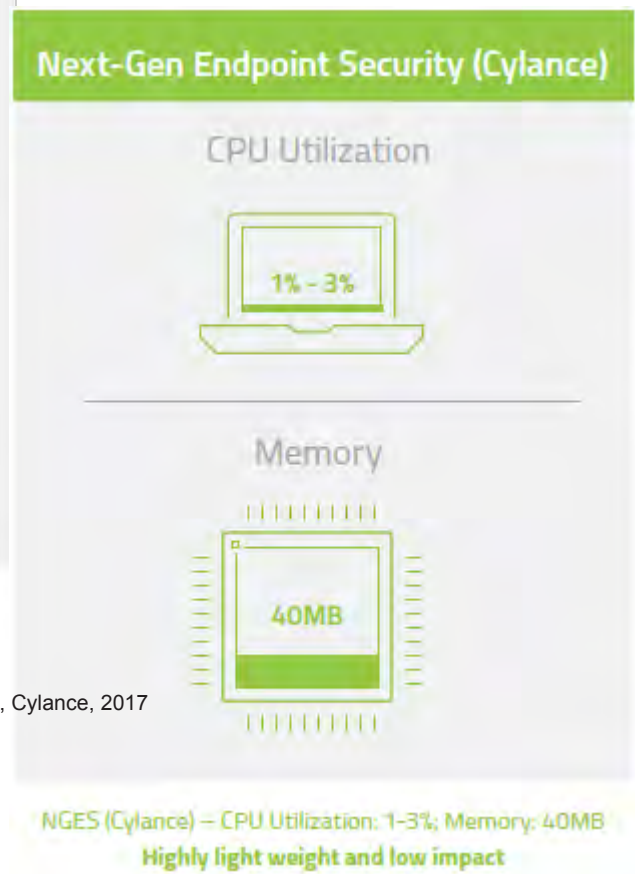 Next-Gen Endpoint Security (Cylance)
CPU Utilization
1% - 3%
Memory
40MB
, Cylance, 2017
NGES (Cylance) – CPU Utilization: 1-3%; Memory: 40MB
Highly light weight and low impact